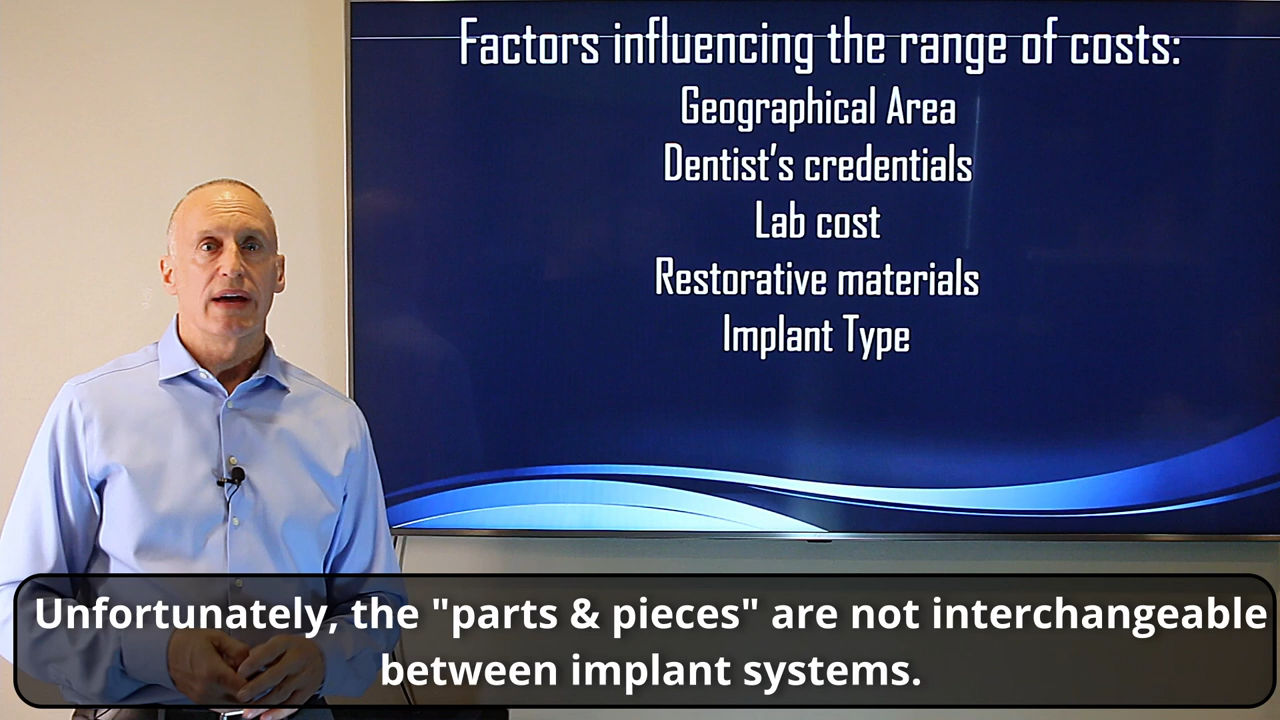 Factors influencing the range of costs:
Geographical Area
Dentist's credentials
Lab cost
Restorative materials
Implant Type
Unfortunately, the "parts & pieces" are not interchangeable
between implant systems.